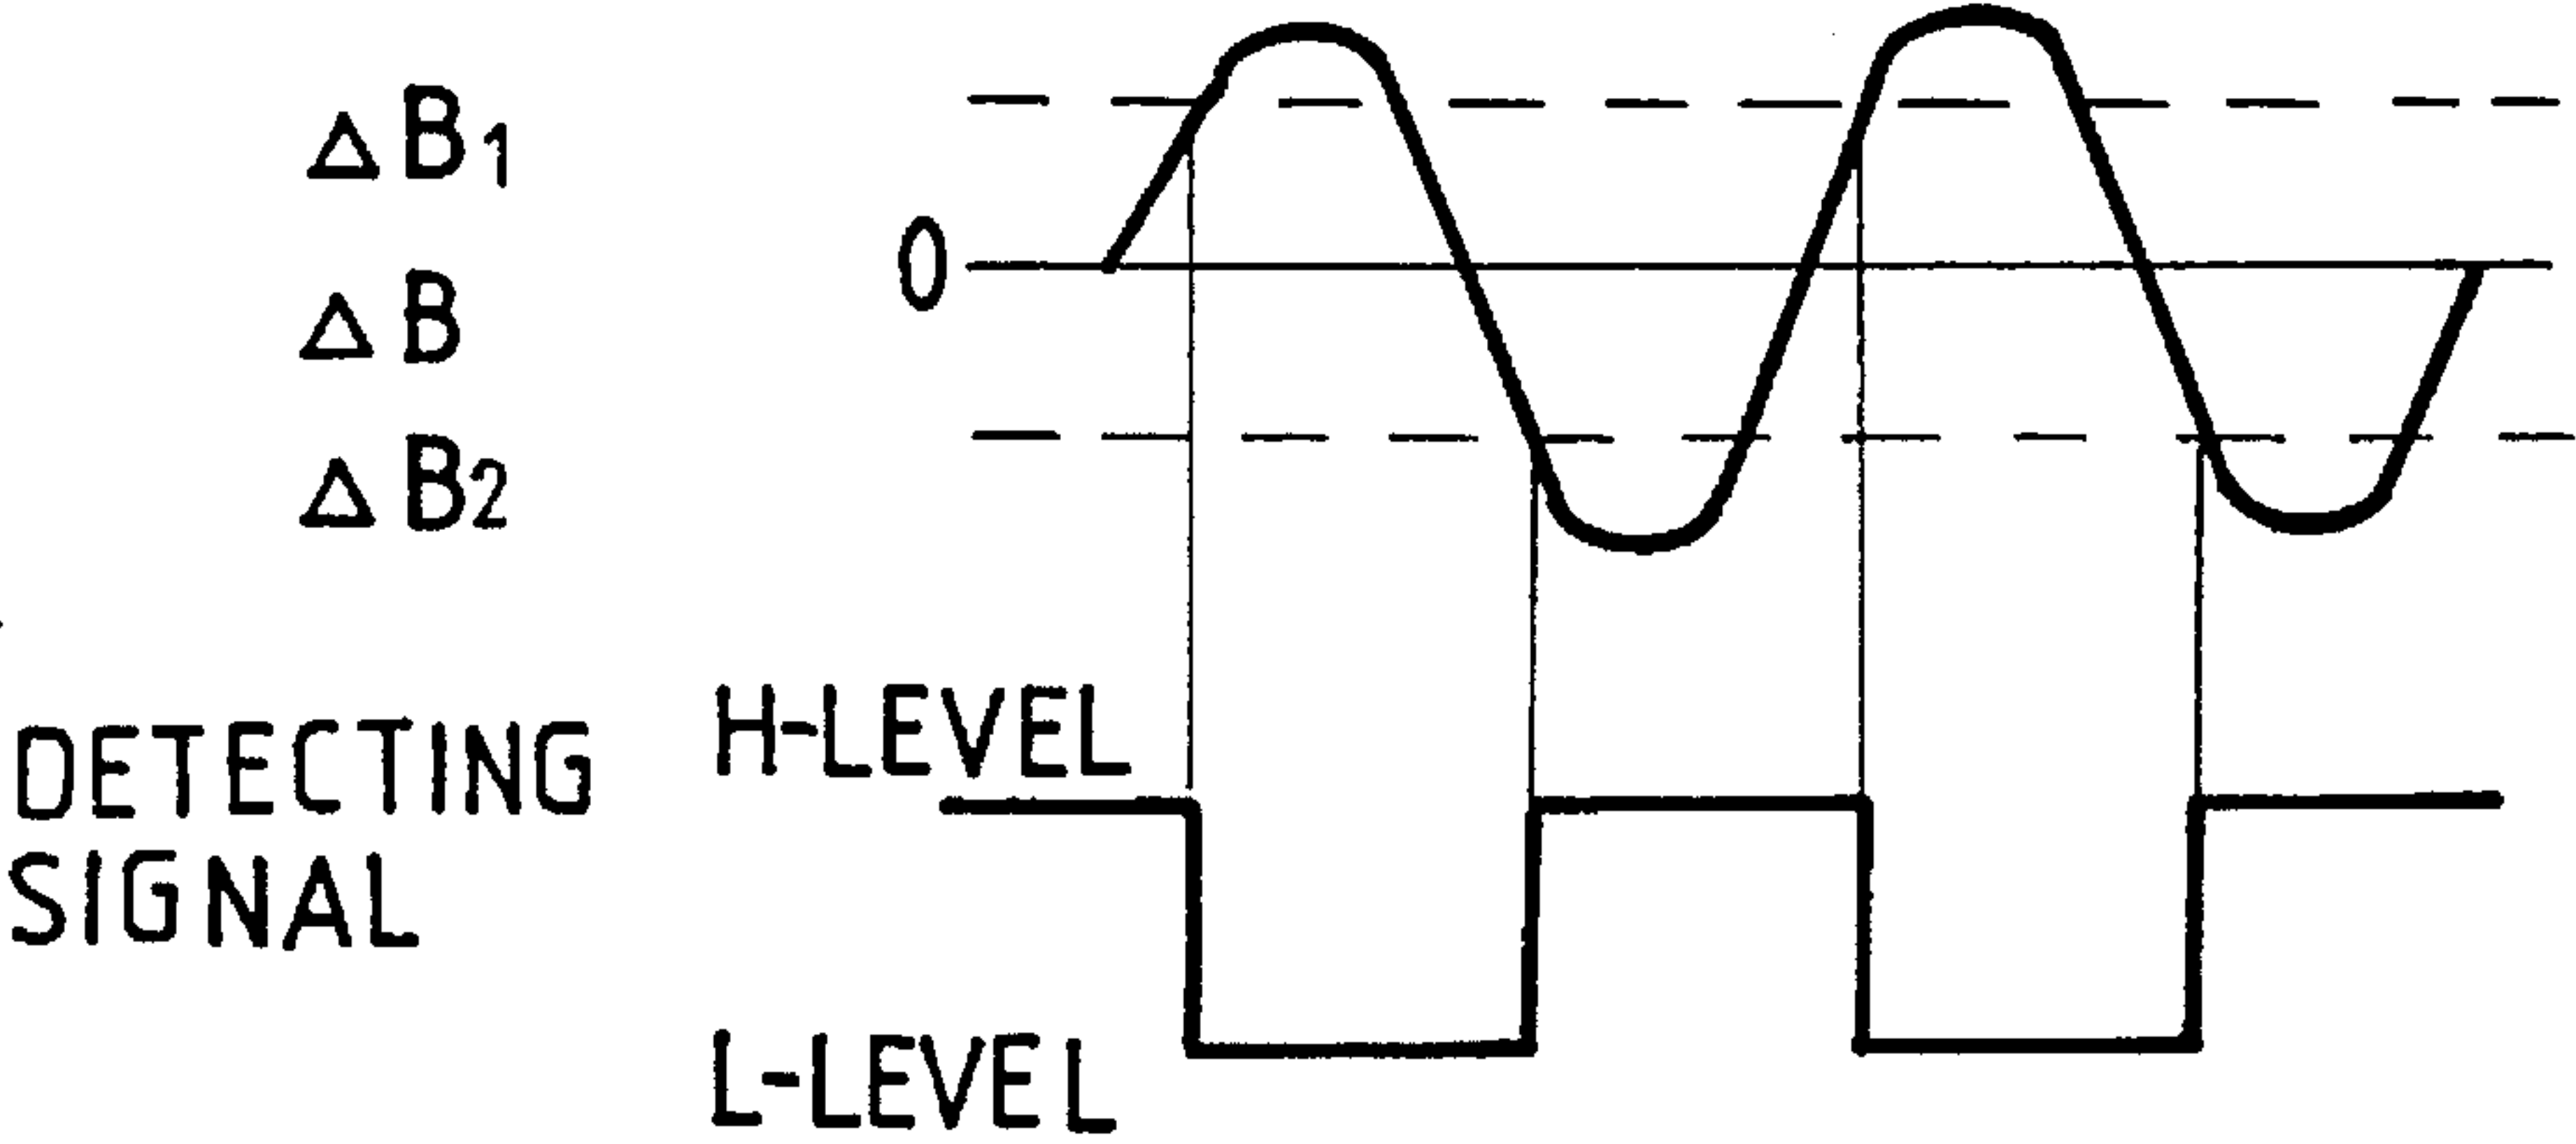 ΔB1
0
ΔB
ΔB2
H-LEVEL
DETECTING
SIGNAL
L-LEVEL